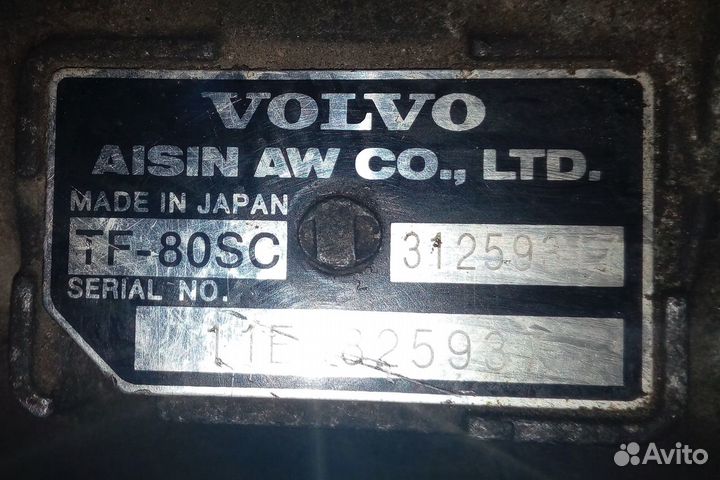 VOLVO
AISIN AW CO., LTD.
MADE IN JAPAN
TF-80SC
SERIAL NO.
Avito